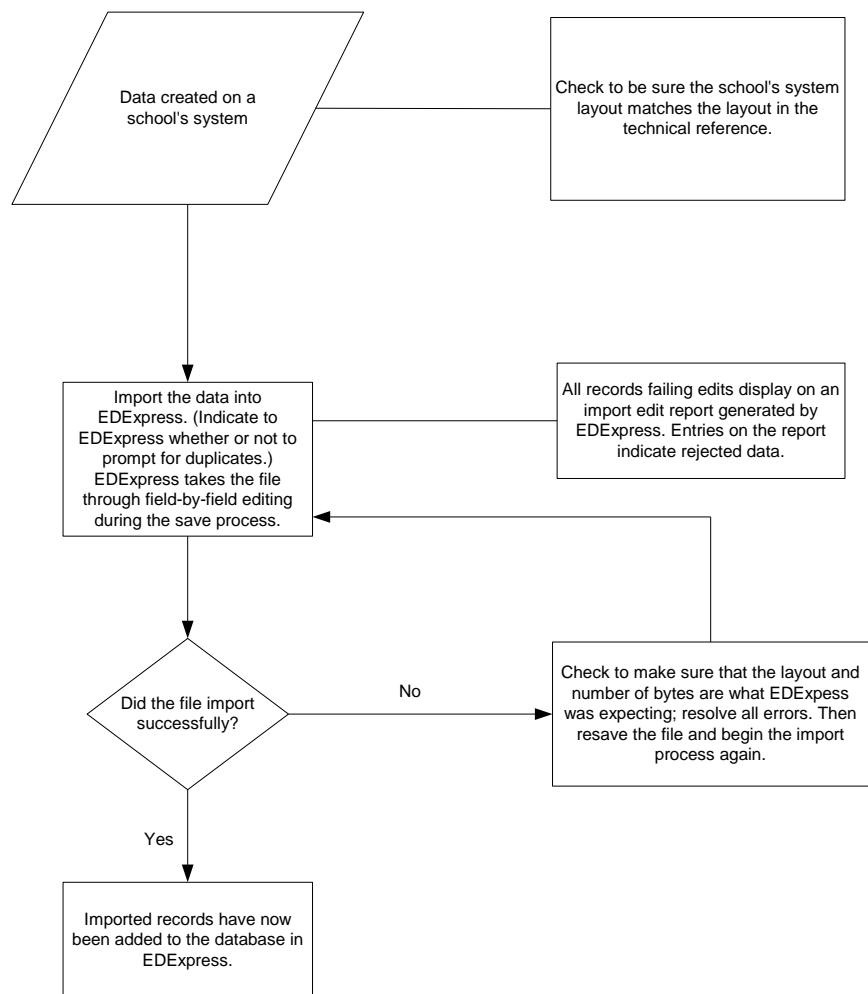 Data created on a
school's system
Check to be sure the school's system
layout matches the layout in the
technical reference.
Import the data into
EDExpress. (Indicate to
EDExpress whether or not to
prompt for duplicates.)
EDExpress takes the file
through field-by-field editing
during the save process.
All records failing edits display on an
import edit report generated by
EDExpress. Entries on the report
indicate rejected data.
Did the file import
successfully?
No
Check to make sure that the layout and
number of bytes are what EDExpess
was expecting; resolve all errors. Then
resave the file and begin the import
process again.
Yes
Imported records have now
been added to the database in
EDExpress.